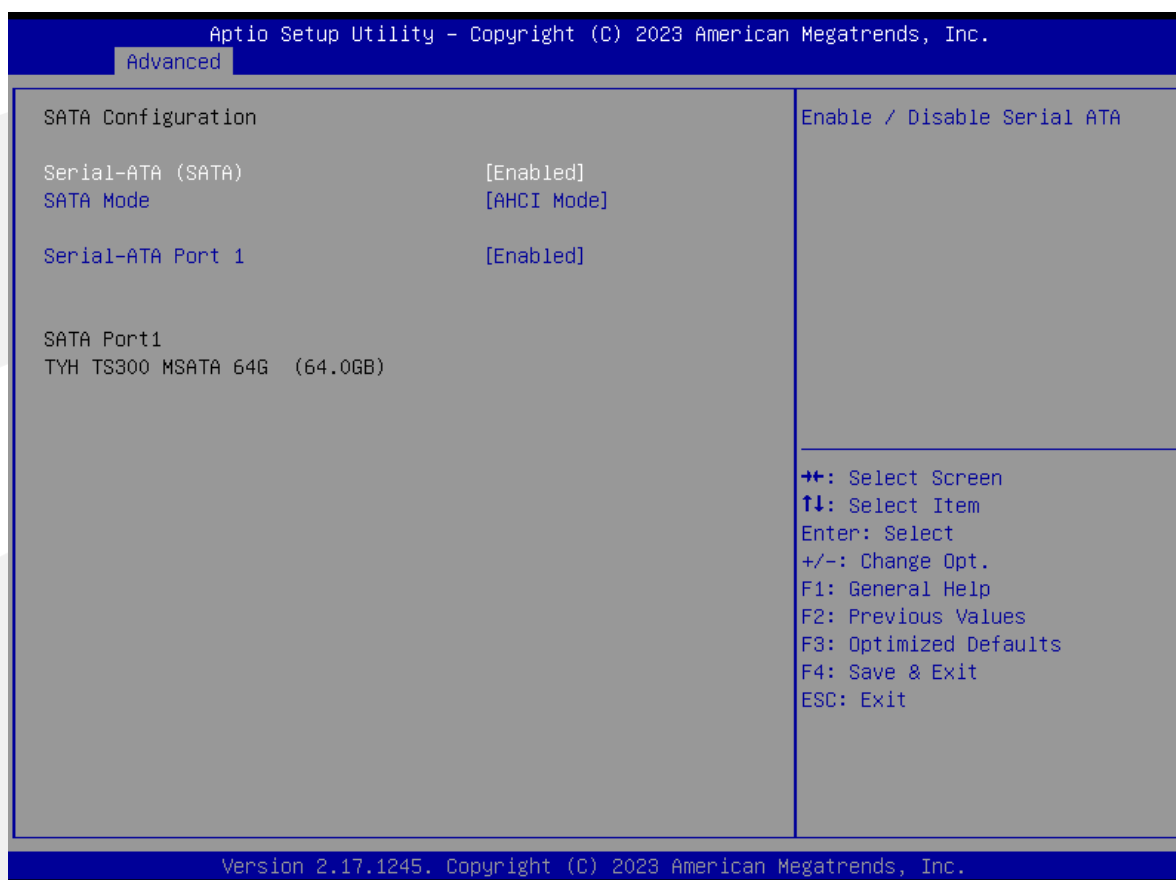 Aptio Setup Utility – Copyright (C) 2023 American Megatrends, Inc.
Advanced
SATA Configuration
Serial-ATA (SATA) [Enabled]
SATA Mode [AHCI Mode]
Serial-ATA Port 1 [Enabled]
SATA Port1
TYH TS300 MSATA 64G (64.0GB)
Enable / Disable Serial ATA
→←: Select Screen
↑↓: Select Item
Enter: Select
+/-: Change Opt.
F1: General Help
F2: Previous Values
F3: Optimized Defaults
F4: Save & Exit
ESC: Exit
Version 2.17.1245. Copyright (C) 2023 American Megatrends, Inc.